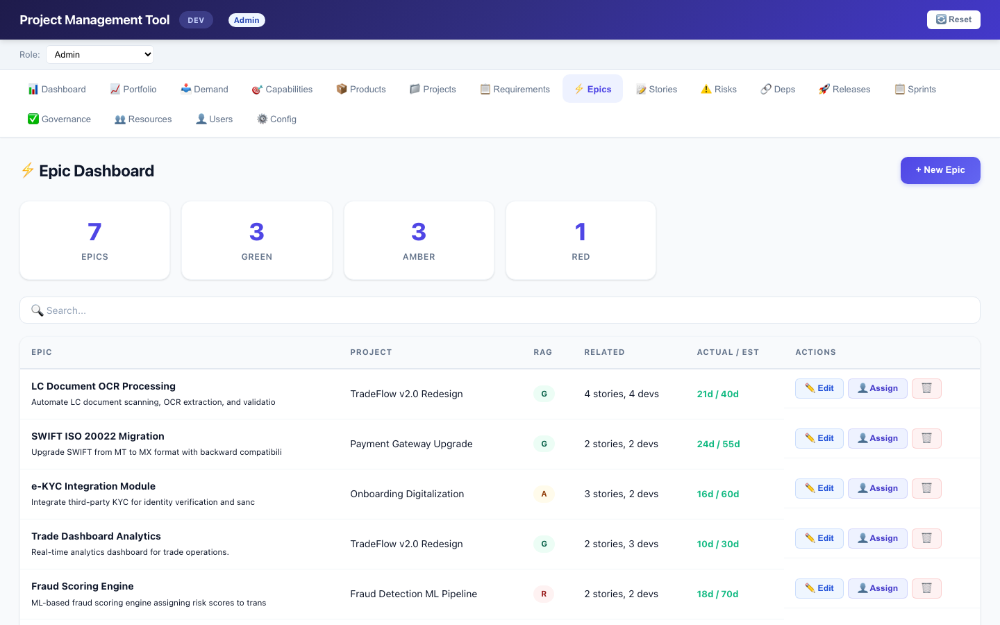 Project Management Tool DEV Admin Reset
Role: Admin
Dashboard Portfolio Demand Capabilities Products Projects Requirements Epics Stories Risks Deps Releases Sprints
Governance Resources Users Config
Epic Dashboard + New Epic
7 3 3 1
EPICS GREEN AMBER RED
Search...
EPIC PROJECT RAG RELATED ACTUAL / EST ACTIONS
LC Document OCR Processing
Automate LC document scanning, OCR extraction, and validatio
TradeFlow v2.0 Redesign G 4 stories, 4 devs 21d / 40d Edit Assign
SWIFT ISO 20022 Migration
Upgrade SWIFT from MT to MX format with backward compatibili
Payment Gateway Upgrade G 2 stories, 2 devs 24d / 55d Edit Assign
e-KYC Integration Module
Integrate third-party KYC for identity verification and sanc
Onboarding Digitalization A 3 stories, 2 devs 16d / 60d Edit Assign
Trade Dashboard Analytics
Real-time analytics dashboard for trade operations.
TradeFlow v2.0 Redesign G 2 stories, 3 devs 10d / 30d Edit Assign
Fraud Scoring Engine
ML-based fraud scoring engine assigning risk scores to trans
Fraud Detection ML Pipeline R 2 stories, 2 devs 18d / 70d Edit Assign